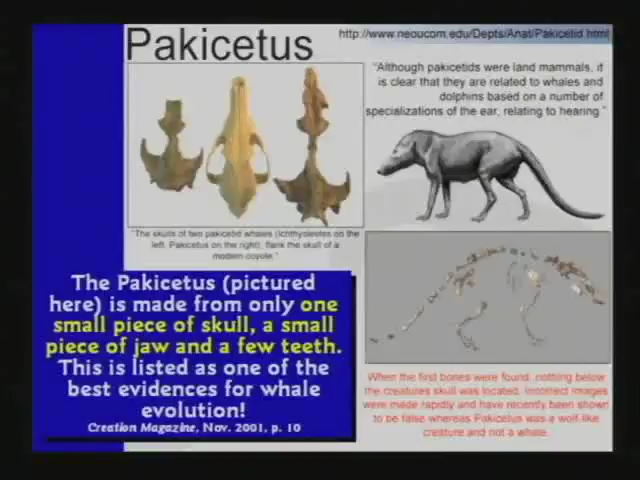 Pakicetus
http://www.neoucom.edu/Depts/Anat/Pakicetid.html
"Although pakicetids were land mammals, it
is clear that they are related to whales and
dolphins based on a number of
specializations of the ear, relating to hearing."
"The skulls of two pakicetid whales (Ichthyolestes on the
left, Pakicetus on the right), flank the skull of a
modern coyote."
The Pakicetus (pictured
here) is made from only one
small piece of skull, a small
piece of jaw and a few teeth.
This is listed as one of the
best evidences for whale
evolution!
Creation Magazine, Nov. 2001, p. 10
When the first bones were found, nothing below
the creatures skull was located. Incorrect images
were made rapidly and have recently been shown
to be false whereas Pakicetus was a wolf like
creature and not a whale.